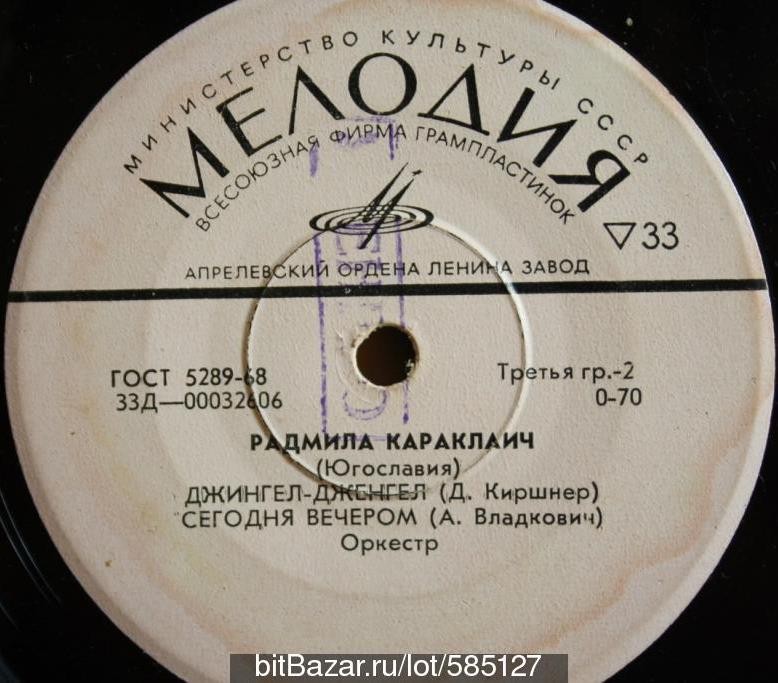 МИНИСТЕРСТВО КУЛЬТУРЫ СССР
МЕЛОДИЯ
ВСЕСОЮЗНАЯ ФИРМА ГРАМПЛАСТИНОК
33
АПРЕЛЕВСКИЙ ОРДЕНА ЛЕНИНА ЗАВОД
ГОСТ 5289-68
Третья гр.-2
33Д—00032606
0-70
РАДМИЛА КАРАКЛАИЧ
(Югославия)
ДЖИНГЕЛ-ДЖЕНГЕЛ (Д. Киршнер)
СЕГОДНЯ ВЕЧЕРОМ (А. Владкович)
Оркестр
bitBazar.ru/lot/585127